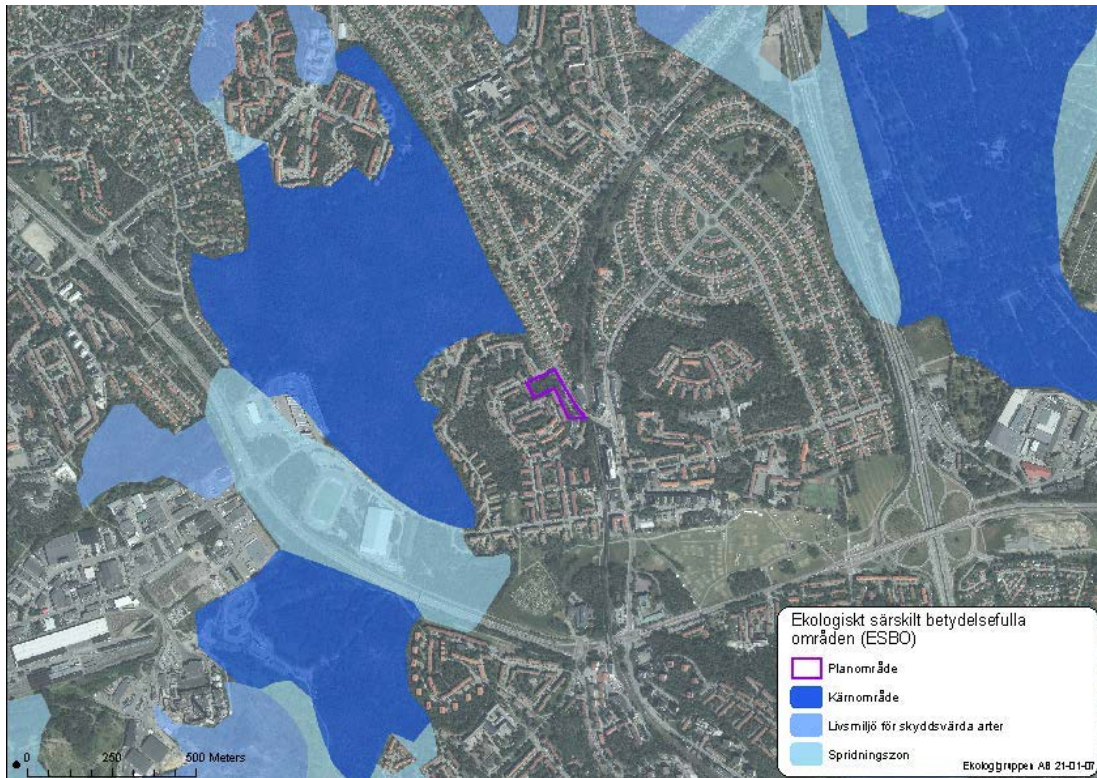 Ekologiskt särskilt betydelsefulla
områden (ESBO)
Planområde
Kärnområde
Livsmiljö för skyddsvärda arter
Spridningszon
0 250 500 Meters
Ekologigruppen AB 21-01-07